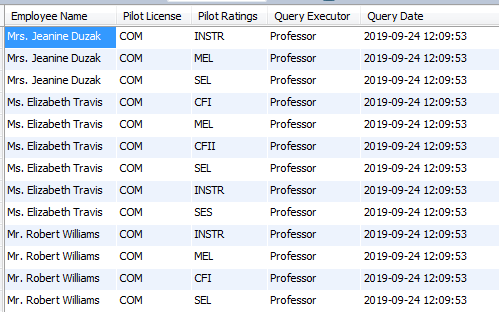 Employee Name Pilot License Pilot Ratings Query Executor Query Date
Mrs. Jeanine Duzak COM INSTR Professor 2019-09-24 12:09:53
Mrs. Jeanine Duzak COM MEL Professor 2019-09-24 12:09:53
Mrs. Jeanine Duzak COM SEL Professor 2019-09-24 12:09:53
Ms. Elizabeth Travis COM CFI Professor 2019-09-24 12:09:53
Ms. Elizabeth Travis COM MEL Professor 2019-09-24 12:09:53
Ms. Elizabeth Travis COM CFII Professor 2019-09-24 12:09:53
Ms. Elizabeth Travis COM SEL Professor 2019-09-24 12:09:53
Ms. Elizabeth Travis COM INSTR Professor 2019-09-24 12:09:53
Ms. Elizabeth Travis COM SES Professor 2019-09-24 12:09:53
Mr. Robert Williams COM INSTR Professor 2019-09-24 12:09:53
Mr. Robert Williams COM MEL Professor 2019-09-24 12:09:53
Mr. Robert Williams COM CFI Professor 2019-09-24 12:09:53
Mr. Robert Williams COM SEL Professor 2019-09-24 12:09:53